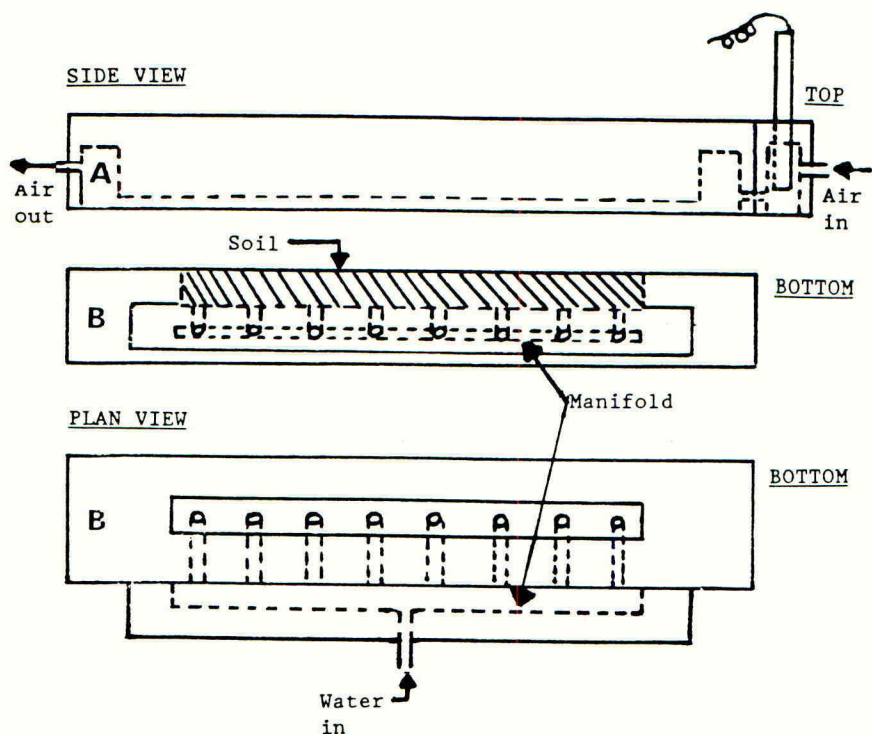 SIDE VIEW
TOP
A
Air
out
Air
in
Soil
BOTTOM
B
Manifold
PLAN VIEW
BOTTOM
B
Water
in